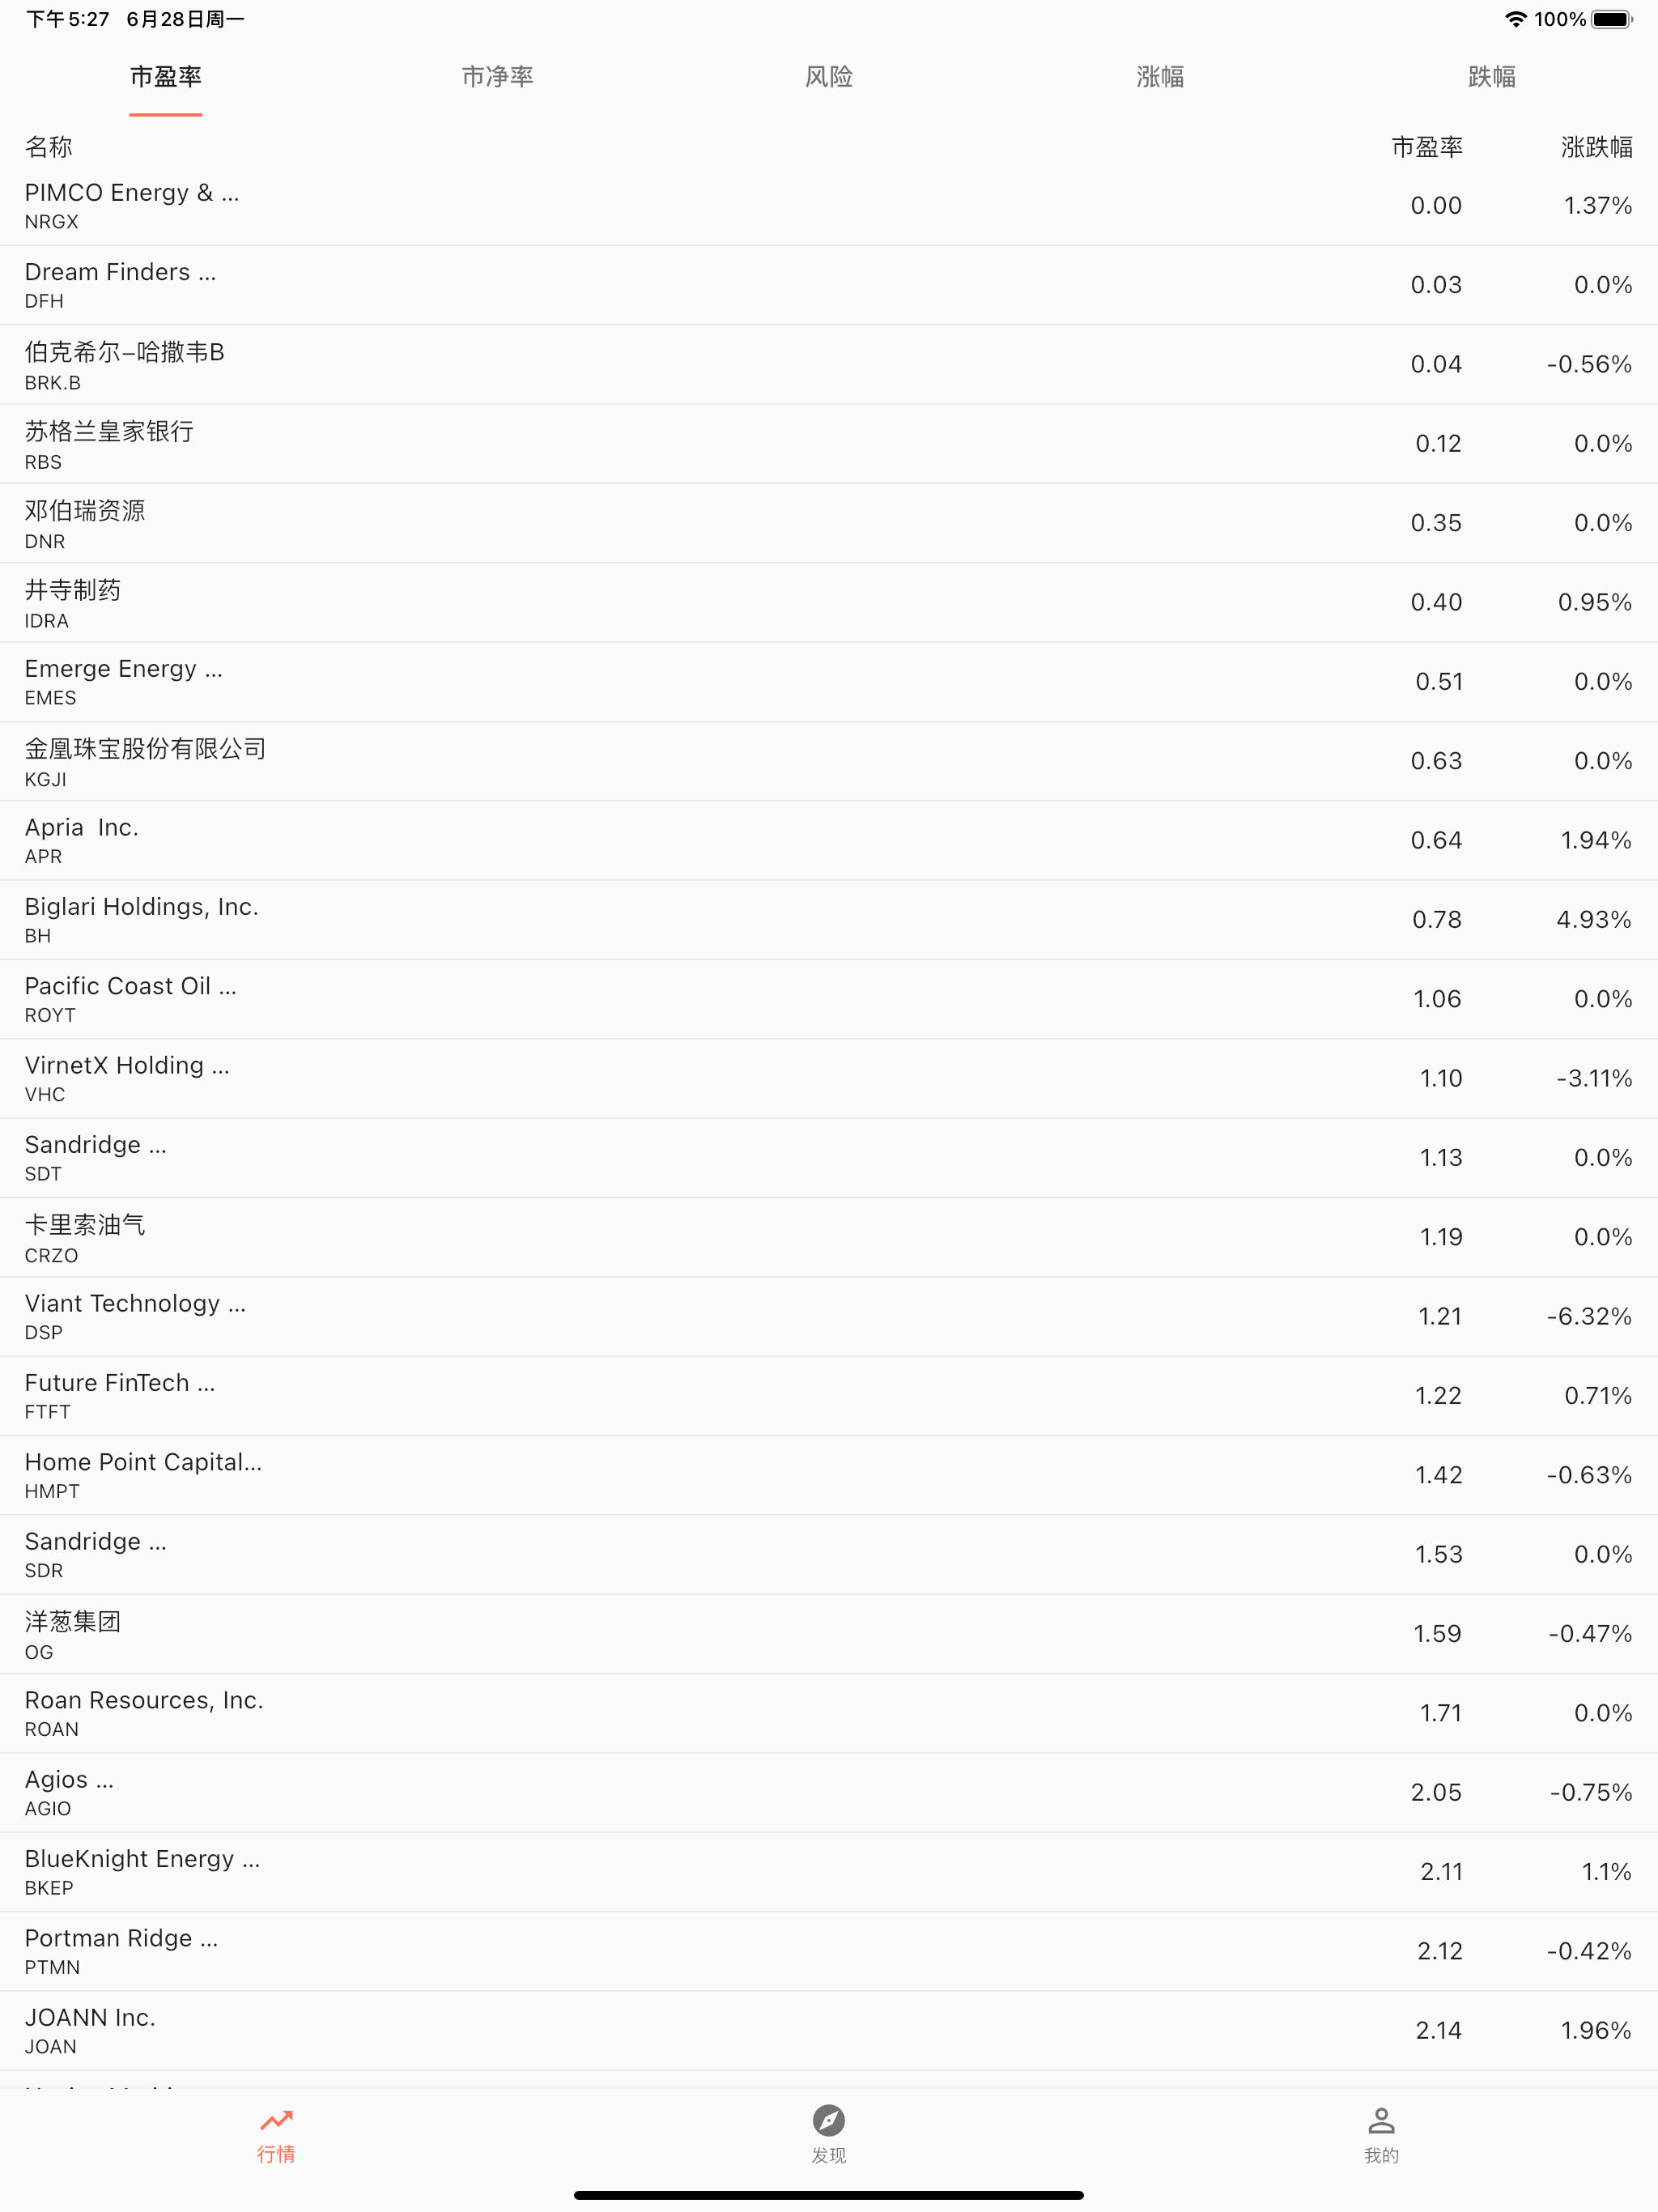 下午5:27 6月28日周一 100%
市盈率 市净率 风险 涨幅 跌幅
名称 市盈率 涨跌幅
PIMCO Energy & ... 0.00 1.37%
NRGX
Dream Finders ... 0.03 0.0%
DFH
伯克希尔-哈撒韦B 0.04 -0.56%
BRK.B
苏格兰皇家银行 0.12 0.0%
RBS
邓伯瑞资源 0.35 0.0%
DNR
井寺制药 0.40 0.95%
IDRA
Emerge Energy ... 0.51 0.0%
EMES
金凰珠宝股份有限公司 0.63 0.0%
KGJI
Apria  Inc. 0.64 1.94%
APR
Biglari Holdings, Inc. 0.78 4.93%
BH
Pacific Coast Oil ... 1.06 0.0%
ROYT
VirnetX Holding ... 1.10 -3.11%
VHC
Sandridge ... 1.13 0.0%
SDT
卡里索油气 1.19 0.0%
CRZO
Viant Technology ... 1.21 -6.32%
DSP
Future FinTech ... 1.22 0.71%
FTFT
Home Point Capital... 1.42 -0.63%
HMPT
Sandridge ... 1.53 0.0%
SDR
洋葱集团 1.59 -0.47%
OG
Roan Resources, Inc. 1.71 0.0%
ROAN
Agios ... 2.05 -0.75%
AGIO
BlueKnight Energy ... 2.11 1.1%
BKEP
Portman Ridge ... 2.12 -0.42%
PTMN
JOANN Inc. 2.14 1.96%
JOAN
行情 发现 我的